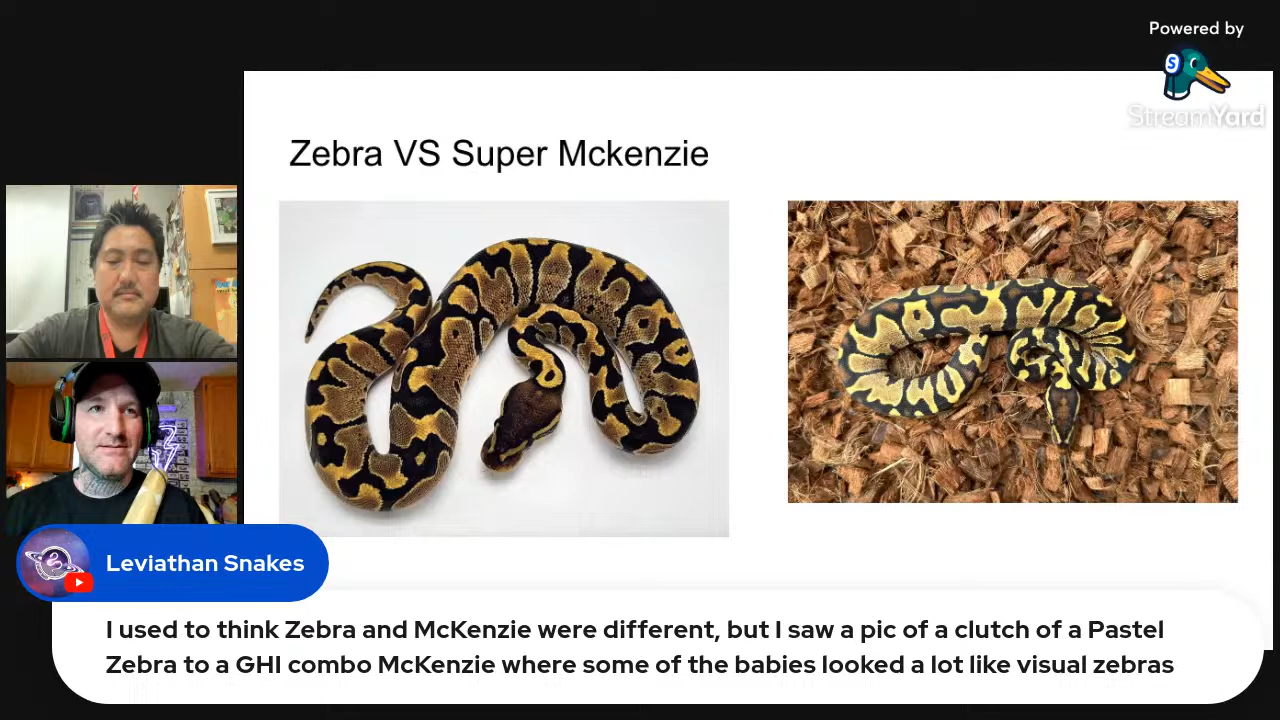 Powered by
S
StreamYard
Zebra VS Super Mckenzie
Leviathan Snakes
I used to think Zebra and McKenzie were different, but I saw a pic of a clutch of a Pastel
Zebra to a GHI combo McKenzie where some of the babies looked a lot like visual zebras